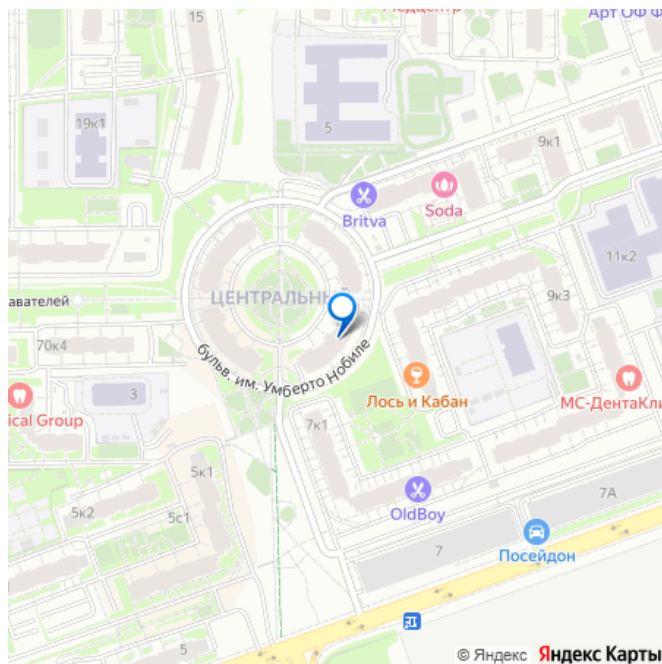 Медцентр
Арт ОФ Ф
15
19к1
5
9к1
Britva
Soda
11к2
ЦЕНТРАЛЬНЫЙ
авателей
9к3
70к4
бульв. им. Умберто Нобиле
3
ical Group
Лось и Кабан
МС-ДентаКли
7к1
5к1
5к2
5с1
OldBoy
7А
7
Посейдон
5
© Яндекс Яндекс Карты